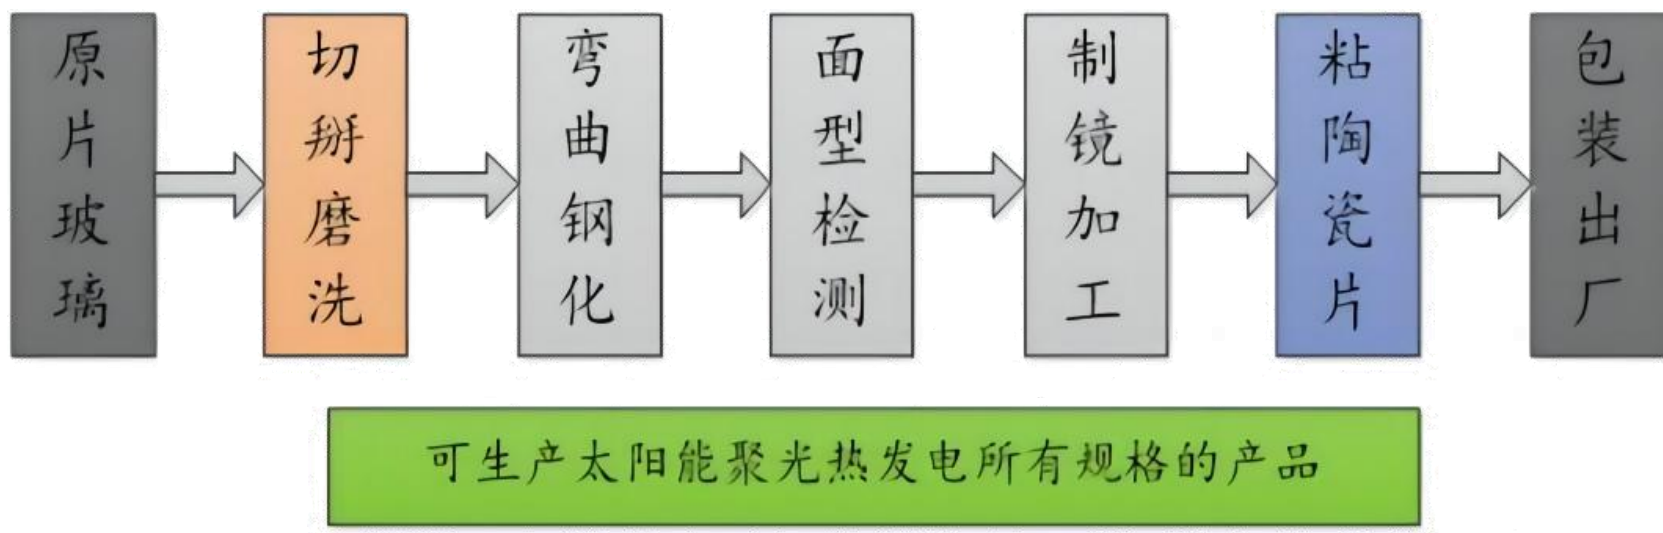 原片玻璃
切掰磨洗
弯曲钢化
面型检测
制镜加工
粘陶瓷片
包装出厂
可生产太阳能聚光热发电所有规格的产品